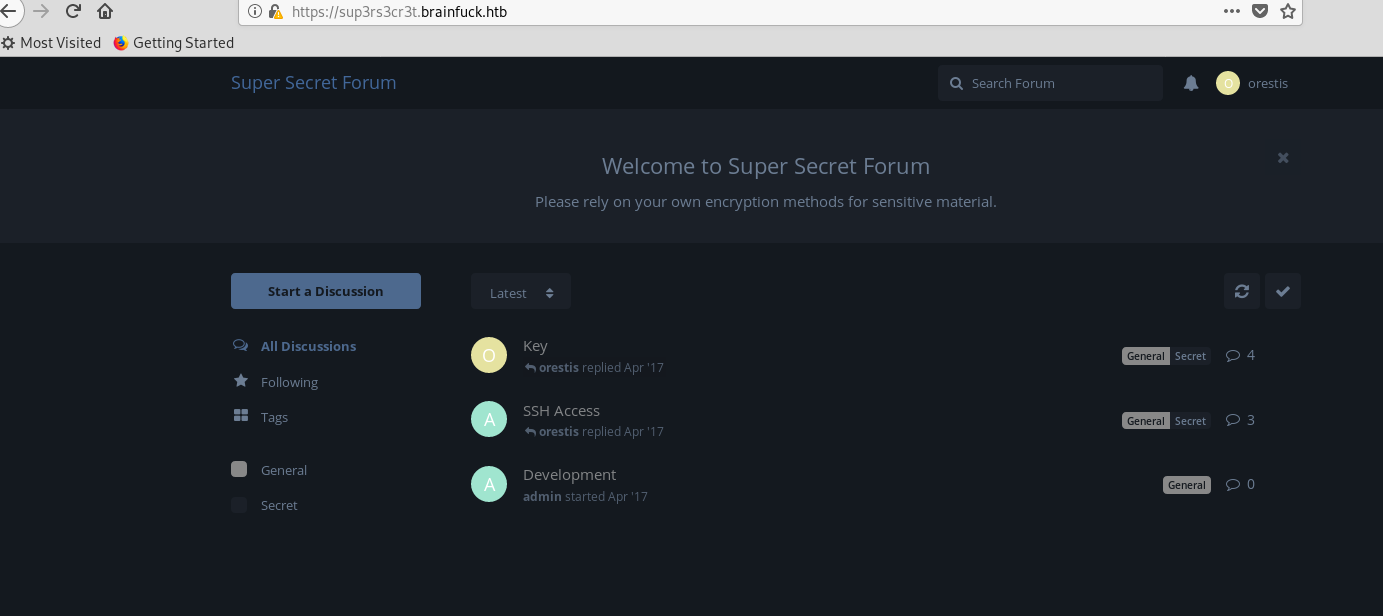 https://sup3rs3cr3t.brainfuck.htb
Most Visited Getting Started
Super Secret Forum Search Forum O orestis
Welcome to Super Secret Forum
Please rely on your own encryption methods for sensitive material.
Start a Discussion Latest
All Discussions
Following
Tags
General
Secret
O Key General Secret 4
orestis replied Apr '17
A SSH Access General Secret 3
orestis replied Apr '17
A Development General 0
admin started Apr '17